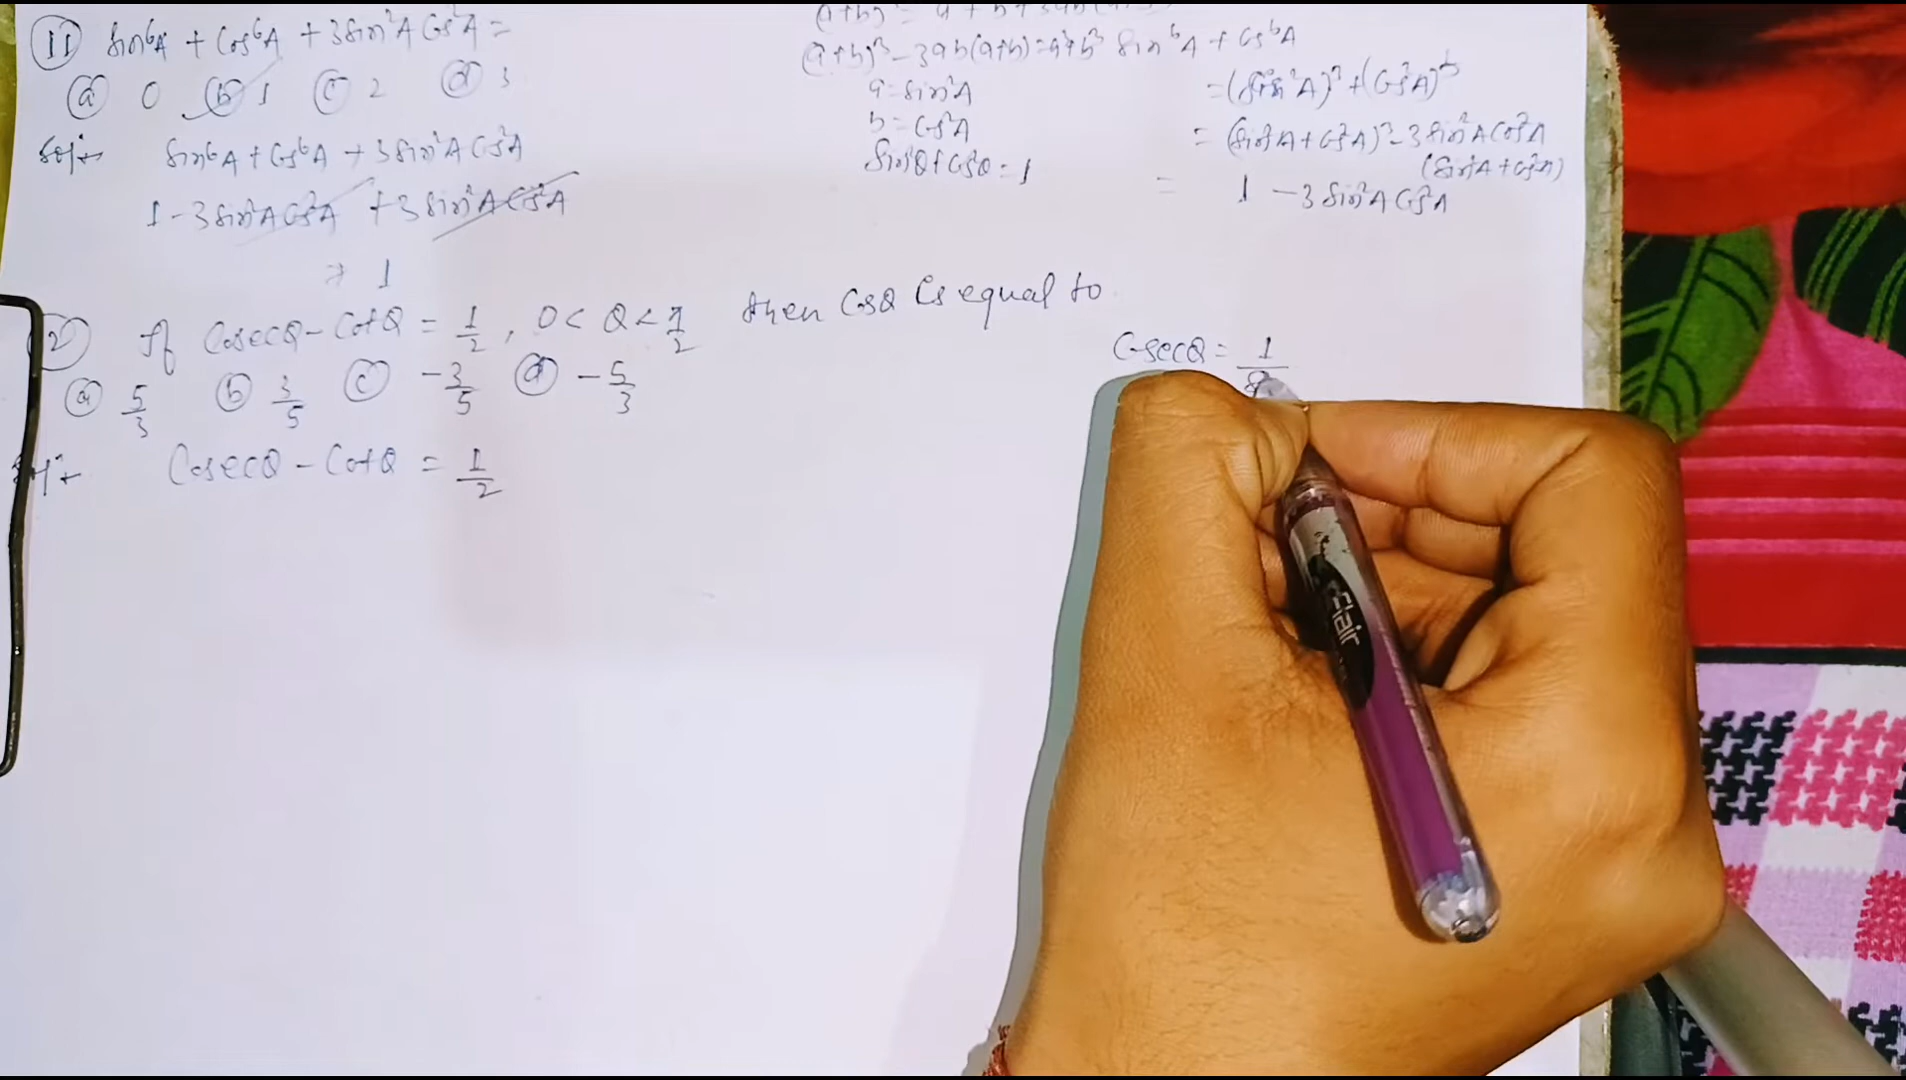 (11) Sin⁶A + Cos⁶A + 3Sin²A Cos²A =
(a) 0 (b) 1 (c) 2 (d) 3
Sol:-
Sin⁶A + Cos⁶A + 3Sin²A Cos²A
1 - 3Sin²A Cos²A + 3Sin²A Cos²A
⇒ 1
(a+b)³ - 3ab(a+b) = a³+b³
a = Sin²A
b = Cos²A
Sin²θ + Cos²θ = 1
Sin⁶A + Cos⁶A
= (Sin²A)³ + (Cos²A)³
= (Sin²A + Cos²A)³ - 3Sin²A Cos²A
(Sin²A + Cos²A)
= 1 - 3Sin²A Cos²A
If Cosecθ - Cotθ = 1/2, 0 < θ < π/2 then Cosθ is equal to
(a) 5/3 (b) 3/5 (c) -3/5 (d) -5/3
Cosecθ - Cotθ = 1/2
Cosecθ = 1/
Flair